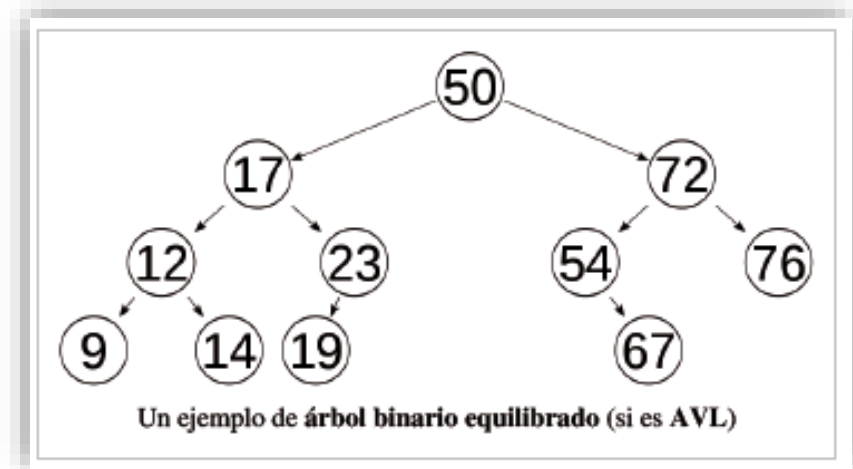 50
17 72
12 23 54 76
9 14 19 67
Un ejemplo de árbol binario equilibrado (si es AVL)